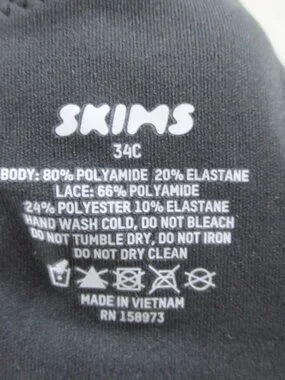 SKIMS
34C
BODY: 80% POLYAMIDE 20% ELASTANE
LACE: 66% POLYAMIDE
24% POLYESTER 10% ELASTANE
HAND WASH COLD, DO NOT BLEACH
DO NOT TUMBLE DRY, DO NOT IRON
DO NOT DRY CLEAN
MADE IN VIETNAM
RN 158973